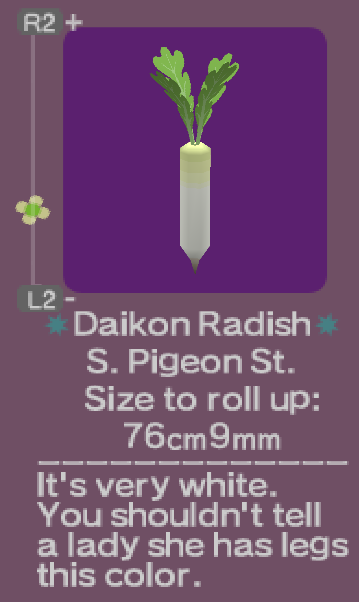 R2 +
L2 -
Daikon Radish
S. Pigeon St.
Size to roll up:
76cm9mm
It's very white.
You shouldn't tell
a lady she has legs
this color.